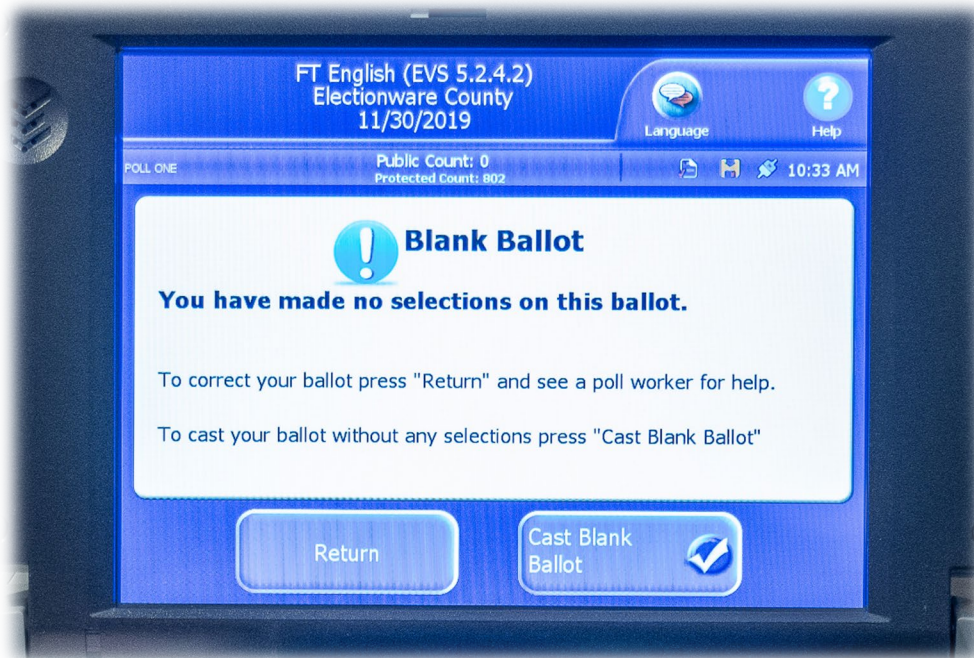 FT English (EVS 5.2.4.2)
Electionware County
11/30/2019
Language
Help
POLL ONE
Public Count: 0
Protected Count: 802
10:33 AM
Blank Ballot
You have made no selections on this ballot.
To correct your ballot press "Return" and see a poll worker for help.
To cast your ballot without any selections press "Cast Blank Ballot"
Return
Cast Blank
Ballot